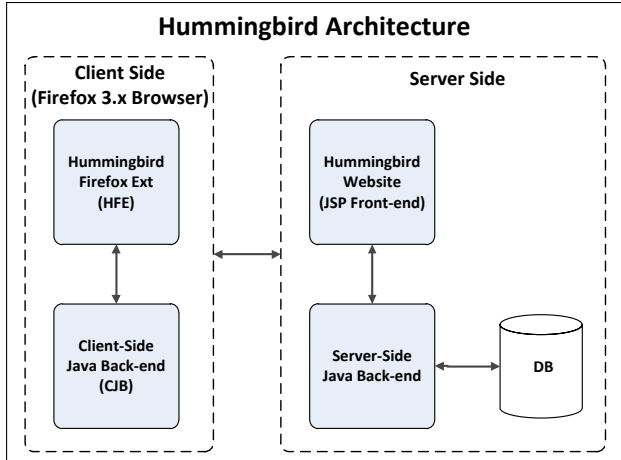 Hummingbird Architecture
Client Side
(Firefox 3.x Browser)
Hummingbird
Firefox Ext
(HFE)
Client-Side
Java Back-end
(CJB)
Server Side
Hummingbird
Website
(JSP Front-end)
Server-Side
Java Back-end
DB